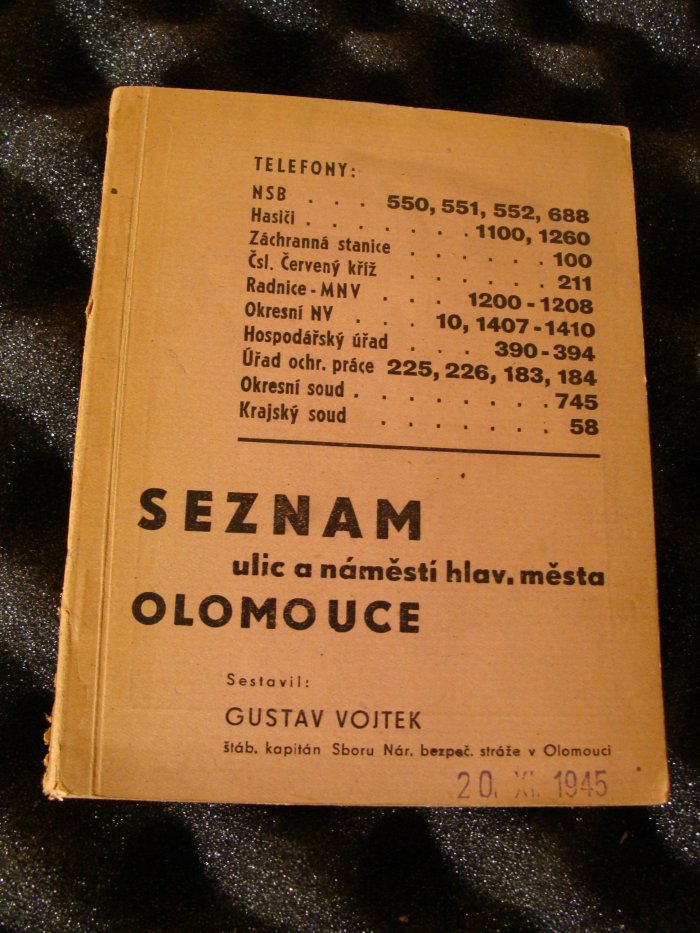 TELEFONY:
NSB . . . 550, 551, 552, 688
Hasiči . . . . . . . 1100, 1260
Záchranná stanice . . . . . . 100
Čsl. Červený kříž . . . . . . 211
Radnice - MNV . . . 1200 - 1208
Okresní NV . . . 10, 1407 - 1410
Hospodářský úřad . . . 390 - 394
Úřad ochr. práce 225, 226, 183, 184
Okresní soud . . . . . . . . 745
Krajský soud . . . . . . . 58
SEZNAM
ulic a náměstí hlav. města
OLOMOUCE
Sestavil:
GUSTAV VOJTEK
štáb. kapitán Sboru Nár. bezpeč. stráže v Olomouci
20. XI. 1945